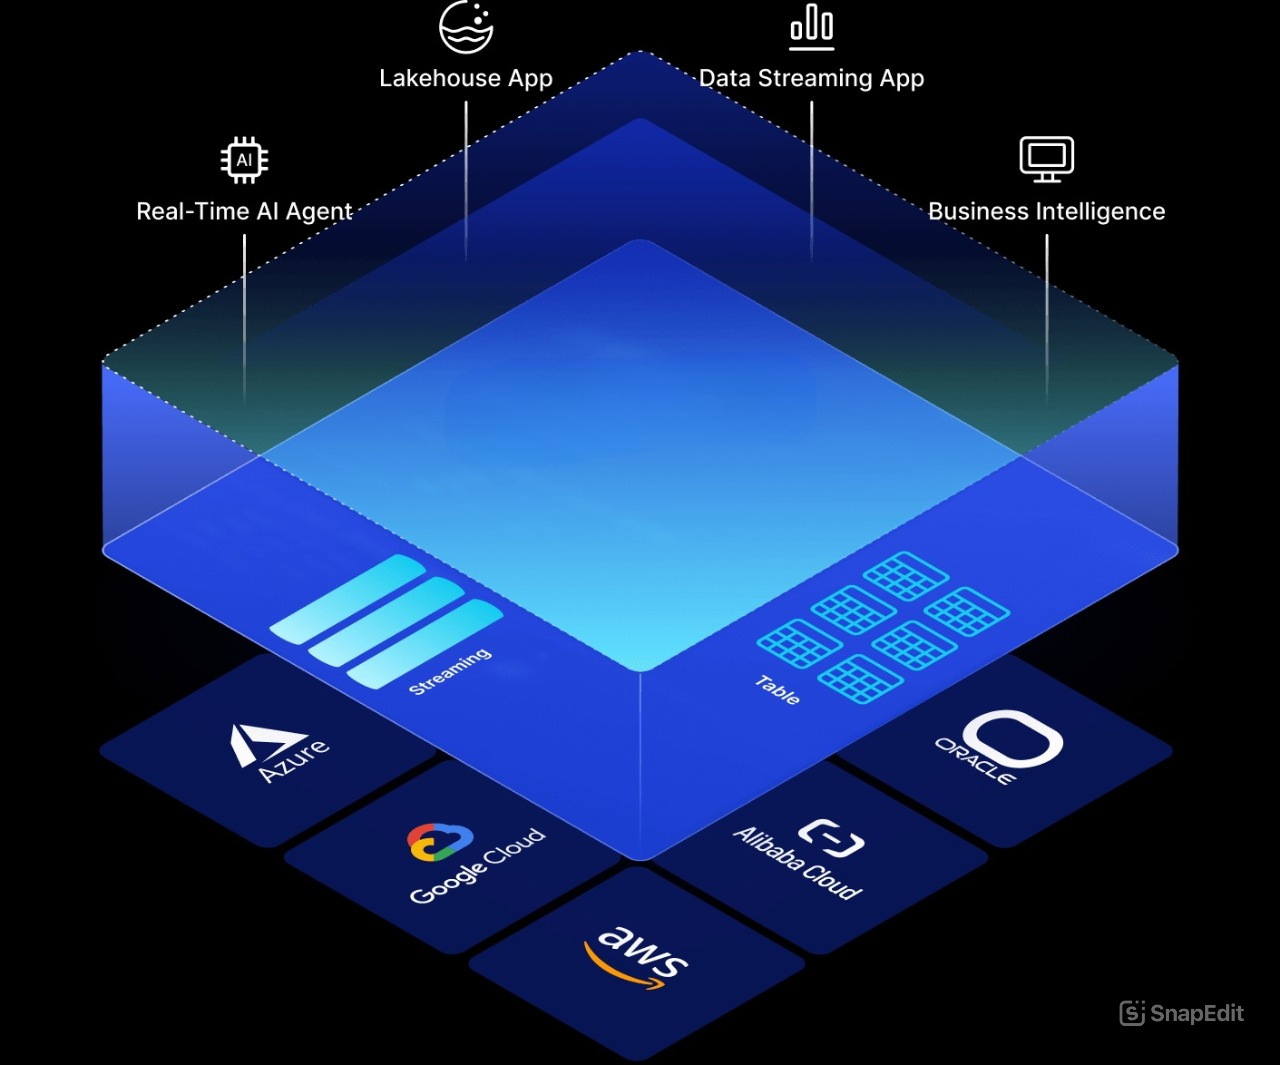 Lakehouse App
Data Streaming App
AI
Real-Time AI Agent
Business Intelligence
Streaming
Table
Azure
ORACLE
Google Cloud
Alibaba Cloud
aws
S SnapEdit